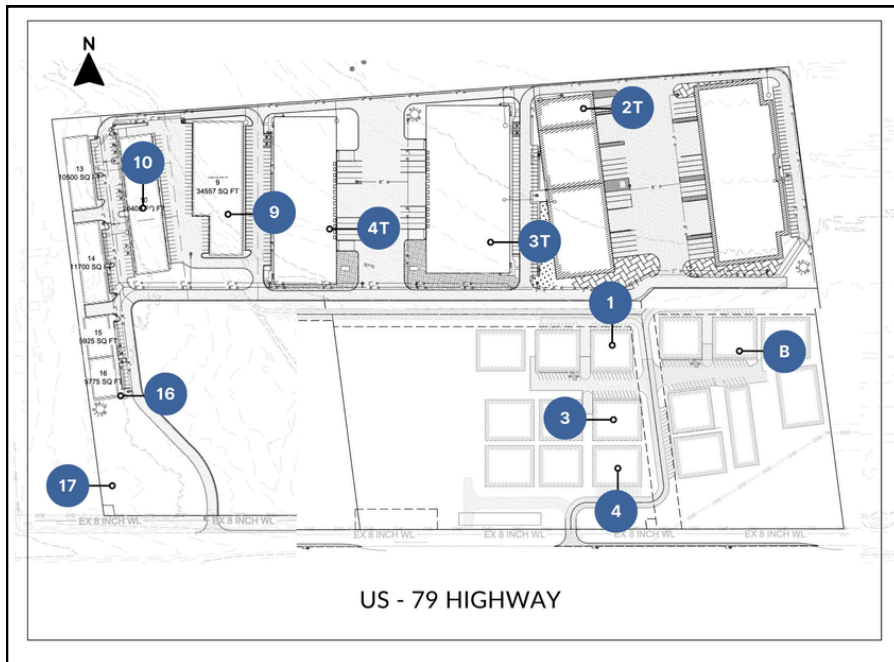 N
2T
13
10500 SQ FT
10
9
34557 SQ FT
9
4T
3T
14
11700 SQ FT
1
B
15
5925 SQ FT
16
5775 SQ FT
16
3
17
4
EX 8 INCH WL
EX 8 INCH WL
EX 8 INCH WL
EX 8 INCH WL
EX 8 INCH WL
EX 8 INCH WL
US - 79 HIGHWAY